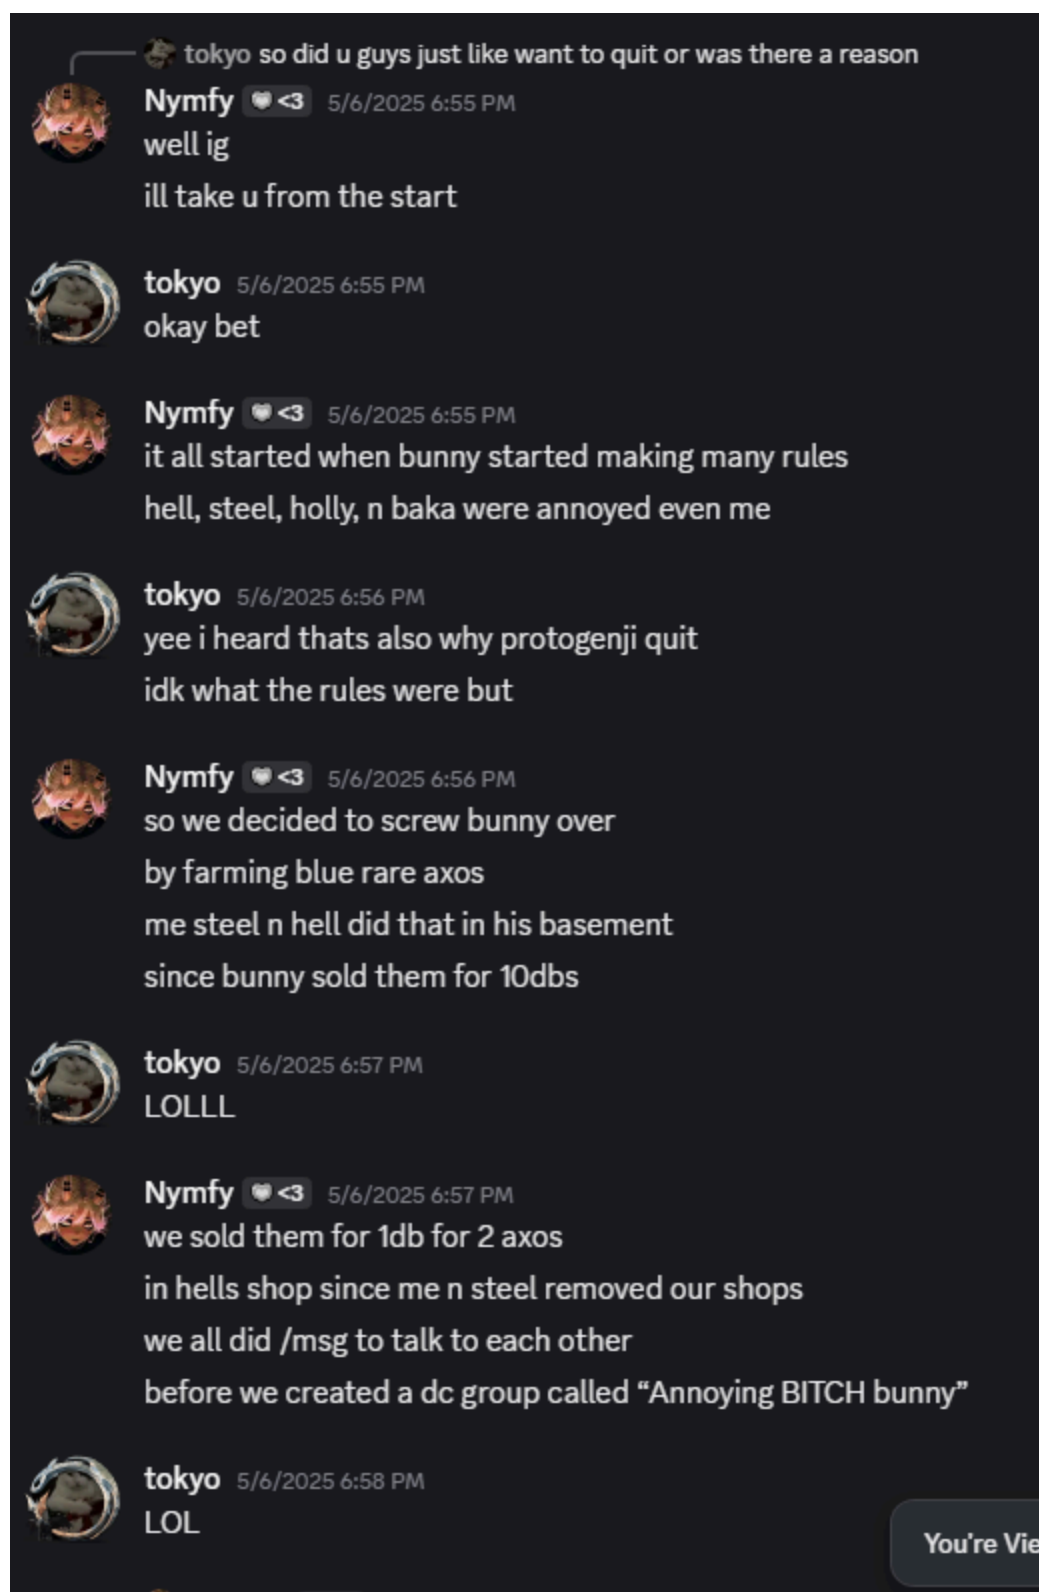 tokyo so did u guys just like want to quit or was there a reason
Nymfy <3 5/6/2025 6:55 PM
well ig
ill take u from the start
tokyo 5/6/2025 6:55 PM
okay bet
Nymfy <3 5/6/2025 6:55 PM
it all started when bunny started making many rules
hell, steel, holly, n baka were annoyed even me
tokyo 5/6/2025 6:56 PM
yee i heard thats also why protogenji quit
idk what the rules were but
Nymfy <3 5/6/2025 6:56 PM
so we decided to screw bunny over
by farming blue rare axos
me steel n hell did that in his basement
since bunny sold them for 10dbs
tokyo 5/6/2025 6:57 PM
LOLLL
Nymfy <3 5/6/2025 6:57 PM
we sold them for 1db for 2 axos
in hells shop since me n steel removed our shops
we all did /msg to talk to each other
before we created a dc group called “Annoying BITCH bunny”
tokyo 5/6/2025 6:58 PM
LOL
You're Vie